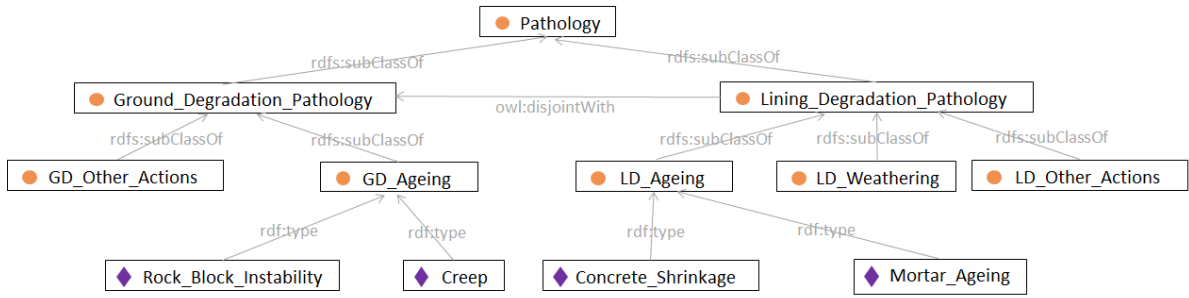 Pathology
rdfs:subClassOf
rdfs:subClassOf
Ground_Degradation_Pathology
owl:disjointWith
Lining_Degradation_Pathology
rdfs:subClassOf
rdfs:subClassOf
rdfs:subClassOf
rdfs:subClassOf
rdfs:subClassOf
GD_Other_Actions
GD_Ageing
LD_Ageing
LD_Weathering
LD_Other_Actions
rdf:type
rdf:type
rdf:type
rdf:type
Rock_Block_Instability
Creep
Concrete_Shrinkage
Mortar_Ageing